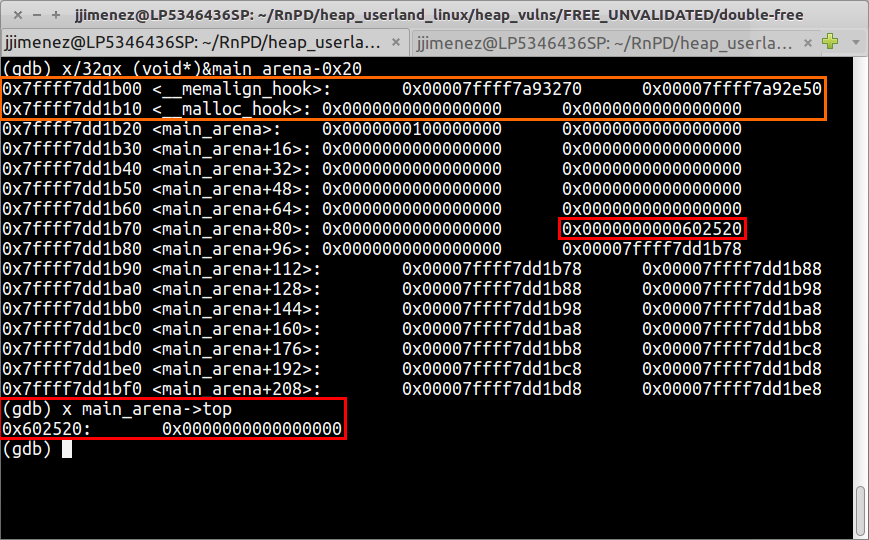 jjimenez@LP5346436SP: ~/RnPD/heap_userland_linux/heap_vulns/FREE_UNVALIDATED/double-free
jjimenez@LP5346436SP: ~/RnPD/heap_userla... × jjimenez@LP5346436SP: ~/RnPD/heap_userla... ×
(gdb) x/32gx (void*)&main_arena-0x20
0x7ffff7dd1b00 <__memalign_hook>: 0x00007ffff7a93270 0x00007ffff7a92e50
0x7ffff7dd1b10 <__malloc_hook>: 0x0000000000000000 0x0000000000000000
0x7ffff7dd1b20 <main_arena>: 0x0000000100000000 0x0000000000000000
0x7ffff7dd1b30 <main_arena+16>: 0x0000000000000000 0x0000000000000000
0x7ffff7dd1b40 <main_arena+32>: 0x0000000000000000 0x0000000000000000
0x7ffff7dd1b50 <main_arena+48>: 0x0000000000000000 0x0000000000000000
0x7ffff7dd1b60 <main_arena+64>: 0x0000000000000000 0x0000000000000000
0x7ffff7dd1b70 <main_arena+80>: 0x0000000000000000 0x0000000000602520
0x7ffff7dd1b80 <main_arena+96>: 0x0000000000000000 0x00007ffff7dd1b78
0x7ffff7dd1b90 <main_arena+112>: 0x00007ffff7dd1b78 0x00007ffff7dd1b88
0x7ffff7dd1ba0 <main_arena+128>: 0x00007ffff7dd1b88 0x00007ffff7dd1b98
0x7ffff7dd1bb0 <main_arena+144>: 0x00007ffff7dd1b98 0x00007ffff7dd1ba8
0x7ffff7dd1bc0 <main_arena+160>: 0x00007ffff7dd1ba8 0x00007ffff7dd1bb8
0x7ffff7dd1bd0 <main_arena+176>: 0x00007ffff7dd1bb8 0x00007ffff7dd1bc8
0x7ffff7dd1be0 <main_arena+192>: 0x00007ffff7dd1bc8 0x00007ffff7dd1bd8
0x7ffff7dd1bf0 <main_arena+208>: 0x00007ffff7dd1bd8 0x00007ffff7dd1be8
(gdb) x main_arena->top
0x602520: 0x0000000000000000
(gdb)